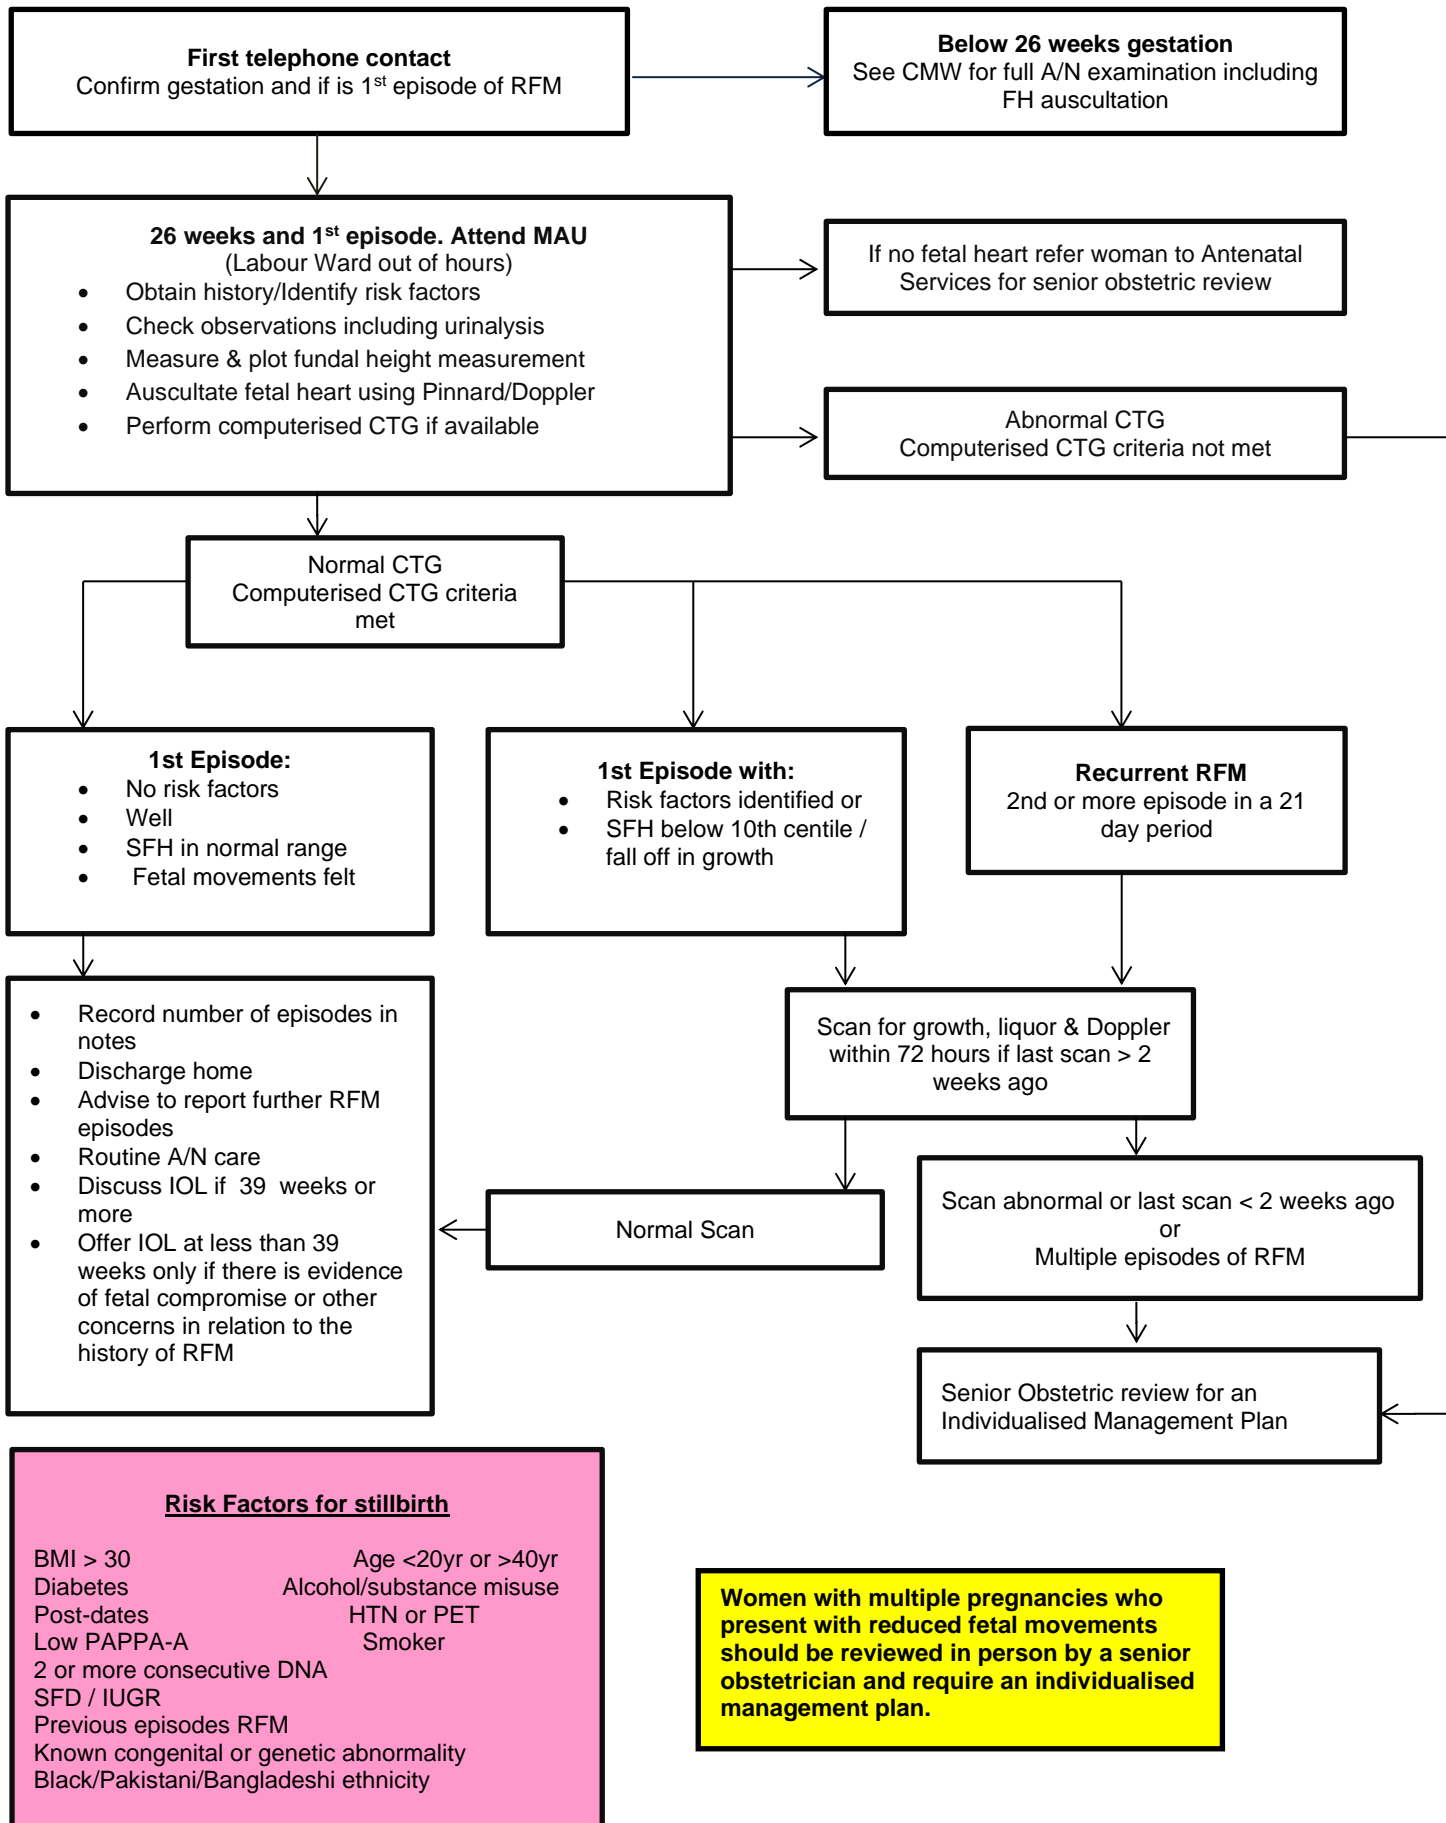 First telephone contact
Confirm gestation and if is 1st episode of RFM
Below 26 weeks gestation
See CMW for full A/N examination including
FH auscultation
26 weeks and 1st episode. Attend MAU
(Labour Ward out of hours)
• Obtain history/Identify risk factors
• Check observations including urinalysis
• Measure & plot fundal height measurement
• Auscultate fetal heart using Pinnard/Doppler
• Perform computerised CTG if available
If no fetal heart refer woman to Antenatal
Services for senior obstetric review
Abnormal CTG
Computerised CTG criteria not met
Normal CTG
Computerised CTG criteria
met
1st Episode:
• No risk factors
• Well
• SFH in normal range
• Fetal movements felt
1st Episode with:
• Risk factors identified or
• SFH below 10th centile /
fall off in growth
Recurrent RFM
2nd or more episode in a 21
day period
• Record number of episodes in
notes
• Discharge home
• Advise to report further RFM
episodes
• Routine A/N care
• Discuss IOL if 39 weeks or
more
• Offer IOL at less than 39
weeks only if there is evidence
of fetal compromise or other
concerns in relation to the
history of RFM
Scan for growth, liquor & Doppler
within 72 hours if last scan > 2
weeks ago
Normal Scan
Scan abnormal or last scan < 2 weeks ago
or
Multiple episodes of RFM
Senior Obstetric review for an
Individualised Management Plan
Risk Factors for stillbirth
BMI > 30 Age <20yr or >40yr
Diabetes Alcohol/substance misuse
Post-dates HTN or PET
Low PAPPA-A Smoker
2 or more consecutive DNA
SFD / IUGR
Previous episodes RFM
Known congenital or genetic abnormality
Black/Pakistani/Bangladeshi ethnicity
Women with multiple pregnancies who
present with reduced fetal movements
should be reviewed in person by a senior
obstetrician and require an individualised
management plan.